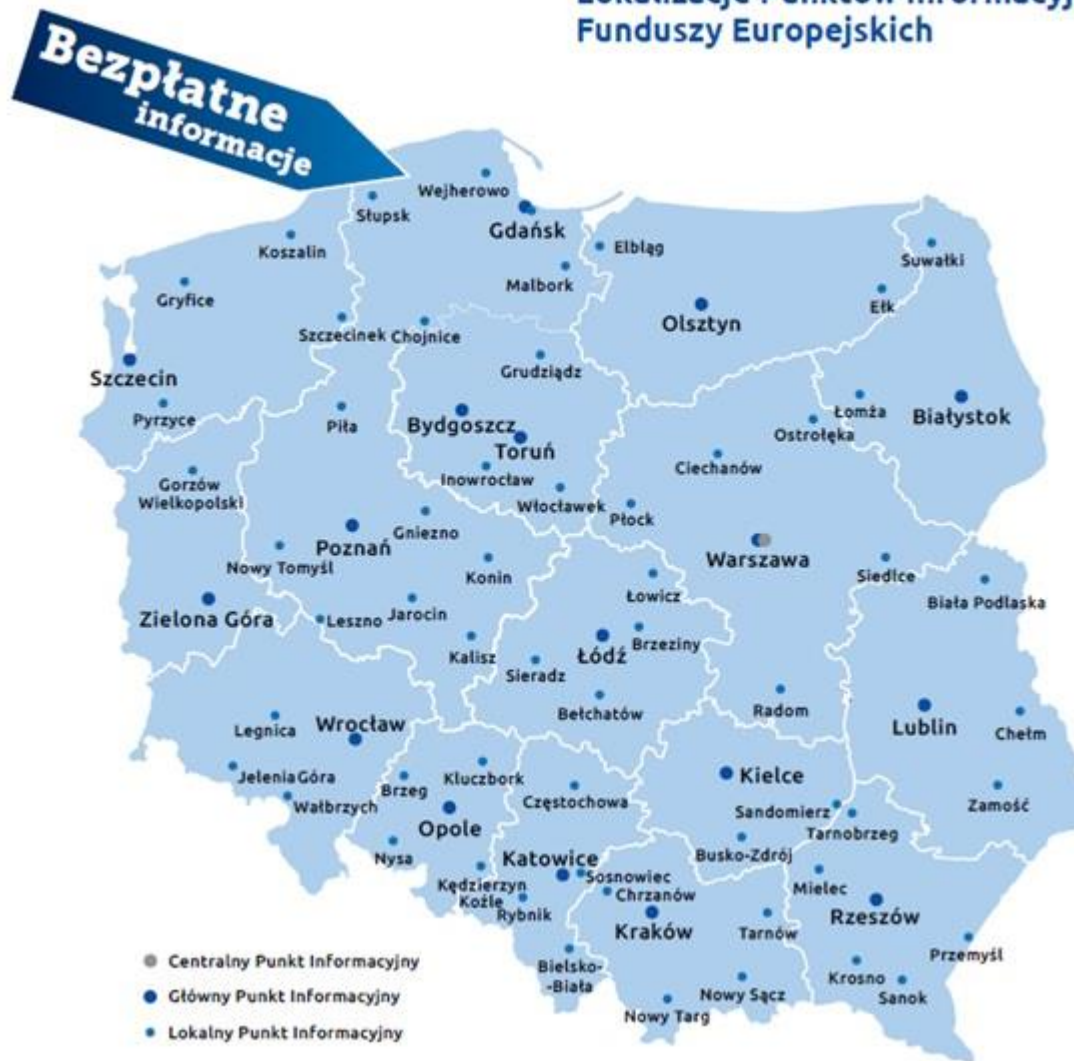 Funduszy Europejskich
Bezpłatne
informacje
Wejherowo
Słupsk
Gdańsk
Koszalin
Elbląg
Suwałki
Malbork
Gryfice
Ełk
Olsztyn
Szczecinek
Chojnice
Grudziądz
Szczecin
Pyrzyce
Piła
Bydgoszcz
Łomża
Białystok
Ostrołęka
Toruń
Ciechanów
Inowrocław
Gorzów
Wielkopolski
Włocławek
Płock
Gniezno
Poznań
Warszawa
Nowy Tomyśl
Konin
Siedlce
Łowicz
Biała Podlaska
Zielona Góra
Leszno
Jarocin
Kalisz
Sieradz
Łódź
Brzeziny
Bełchatów
Radom
Legnica
Wrocław
Lublin
Chełm
Jelenia Góra
Wałbrzych
Brzeg
Kluczbork
Częstochowa
Kielce
Sandomierz
Zamość
Opole
Tarnobrzeg
Nysa
Busko-Zdrój
Katowice
Sosnowiec
Mielec
Kędzierzyn
Koźle
Chrzanów
Rybnik
Rzeszów
Kraków
Tarnów
Przemyśl
Bielsko-
-Biała
Nowy Sącz
Krosno
Sanok
Nowy Targ
Centralny Punkt Informacyjny
Główny Punkt Informacyjny
Lokalny Punkt Informacyjny